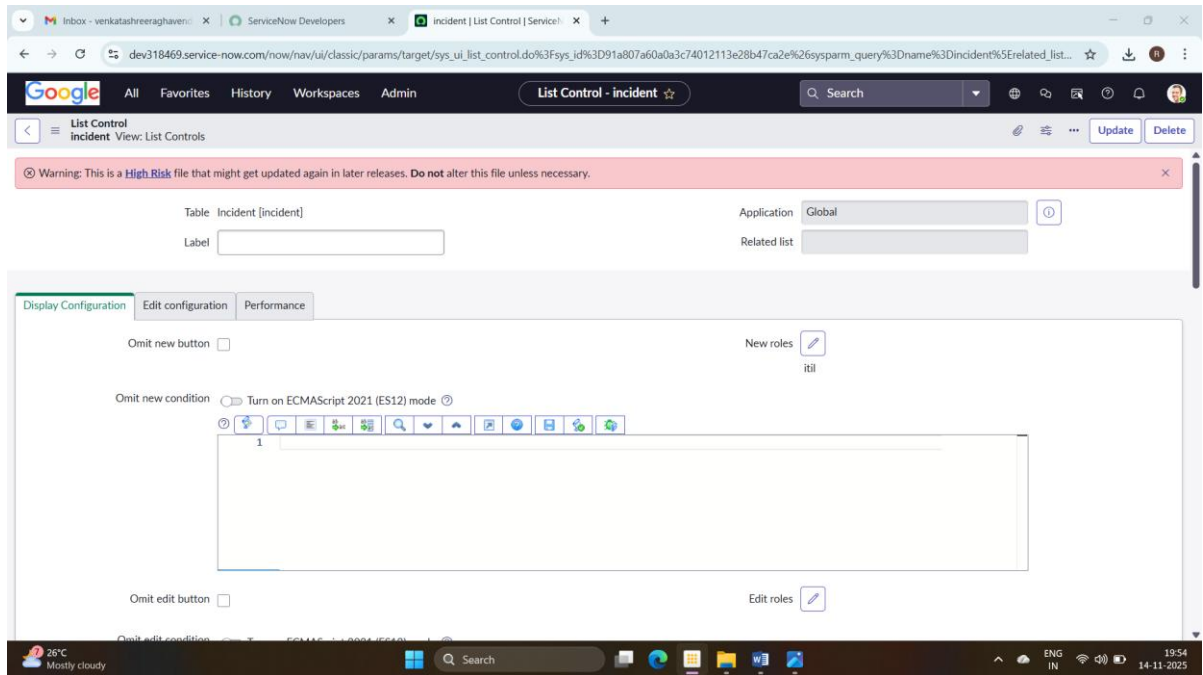 Inbox - venkatashreeraghavend
ServiceNow Developers
incident | List Control | ServiceN
dev318469.service-now.com/now/nav/ui/classic/params/target/sys_ui_list_control.do%3Fsys_id%3D91a807a60a0a3c74012113e28b47ca2e%26sysparm_query%3Dname%3Dincident%5Erelated_list...
R
Google All Favorites History Workspaces Admin List Control - incident Search
List Control
incident View: List Controls
Update Delete
Warning: This is a High Risk file that might get updated again in later releases. Do not alter this file unless necessary.
Table Incident [incident] Application Global
Label Related list
Display Configuration Edit configuration Performance
Omit new button New roles
itil
Omit new condition Turn on ECMAScript 2021 (ES12) mode
1
Omit edit button Edit roles
Omit edit condition
7 26°C
Mostly cloudy
Search
ENG
IN
19:54
14-11-2025